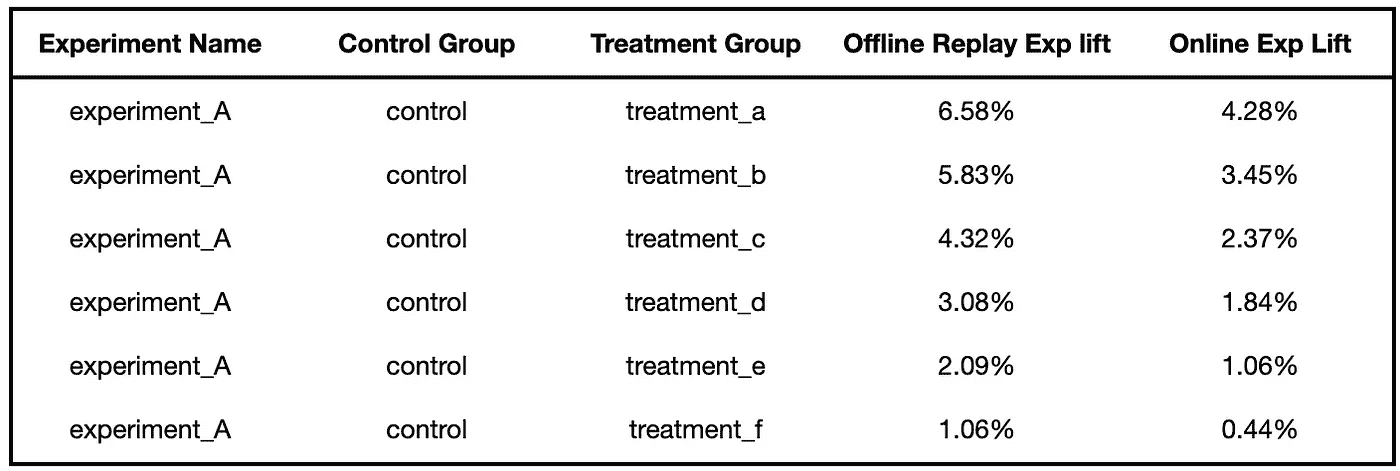 Experiment Name Control Group Treatment Group Offline Replay Exp lift Online Exp Lift
experiment_A control treatment_a 6.58% 4.28%
experiment_A control treatment_b 5.83% 3.45%
experiment_A control treatment_c 4.32% 2.37%
experiment_A control treatment_d 3.08% 1.84%
experiment_A control treatment_e 2.09% 1.06%
experiment_A control treatment_f 1.06% 0.44%